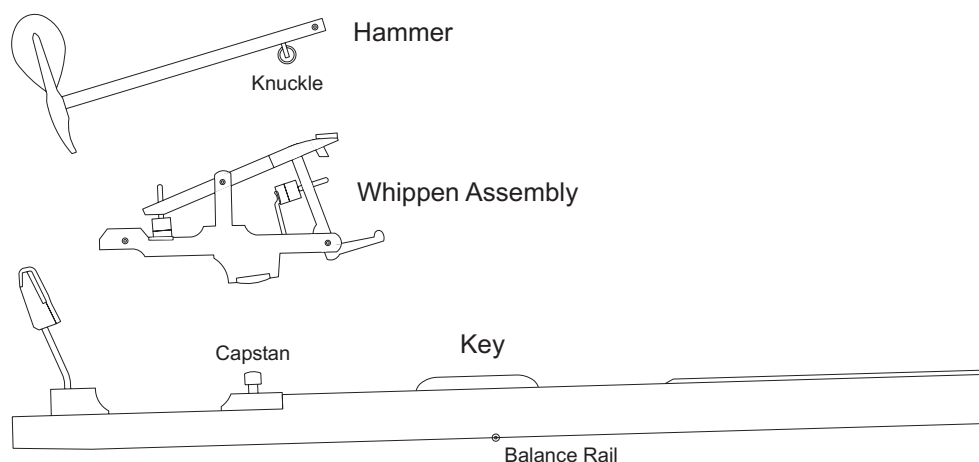 Hammer
Knuckle
Whippen Assembly
Key
Capstan
Balance Rail